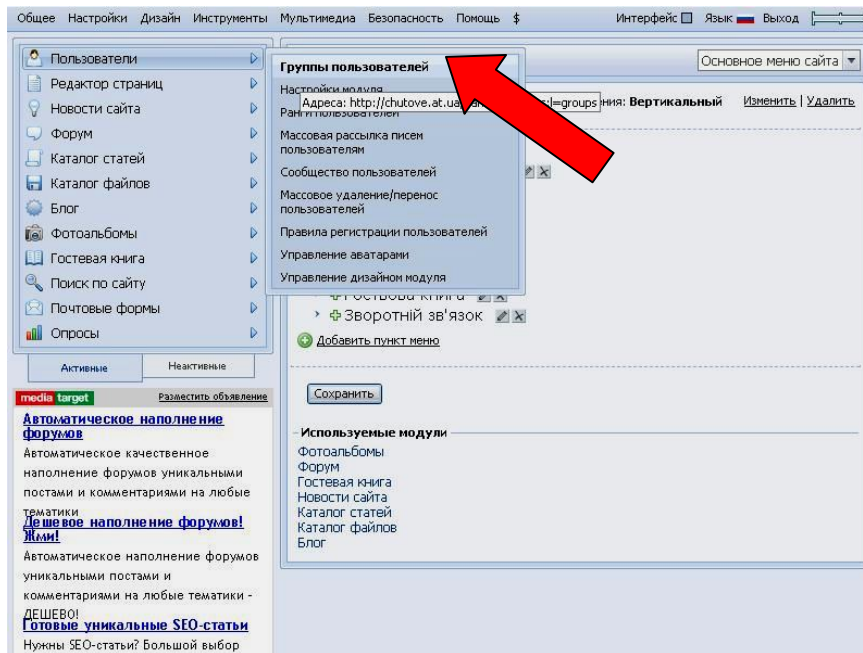 Общее Настройки Дизайн Инструменты Мультимедиа Безопасность Помощь $ Интерфейс Язык Выход
Пользователи
Редактор страниц
Новости сайта
Форум
Каталог статей
Каталог файлов
Блог
Фотоальбомы
Гостевая книга
Поиск по сайту
Почтовые формы
Опросы
Активные Неактивные
Группы пользователей
Настройки модуля
Адреса: http://chutove.at.ua
s;l=groups
Ранги пользователей
Массовая рассылка писем
пользователям
Сообщество пользователей
Массовое удаление/перенос
пользователей
Правила регистрации пользователей
Управление аватарами
Управление дизайном модуля
Основное меню сайта
ния: Вертикальный Изменить | Удалить
Гостьова книга
Зворотній зв'язок
Добавить пункт меню
Сохранить
Используемые модули
Фотоальбомы
Форум
Гостевая книга
Новости сайта
Каталог статей
Каталог файлов
Блог
media target Разместить объявление
Автоматическое наполнение
форумов
Автоматическое качественное
наполнение форумов уникальными
постами и комментариями на любые
тематики
Дешевое наполнение форумов!
Жми!
Автоматическое наполнение форумов
уникальными постами и
комментариями на любые тематики -
ДЕШЕВО!
Готовые уникальные SEO-статьи
Нужны SEO-статьи? Большой выбор